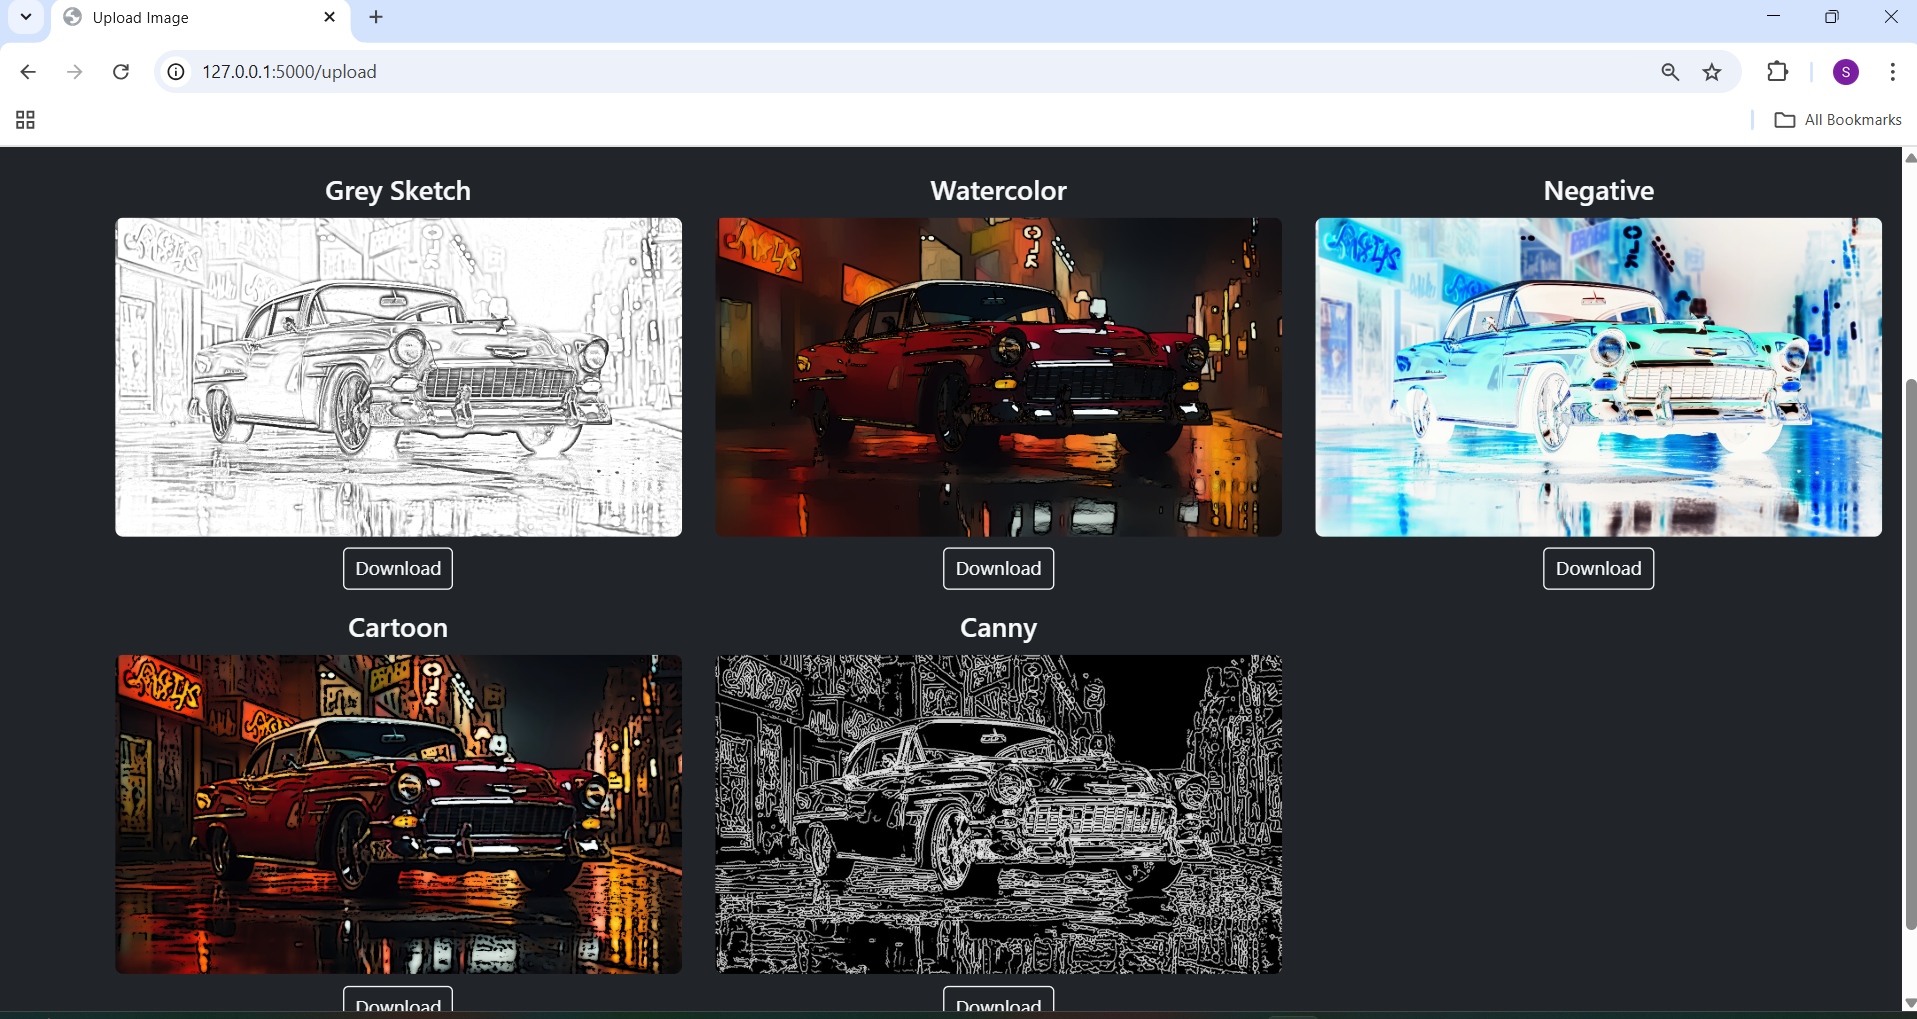 Upload Image
127.0.0.1:5000/upload
S
All Bookmarks
Grey Sketch
Watercolor
Negative
Download
Download
Download
Cartoon
Canny
Download
Download